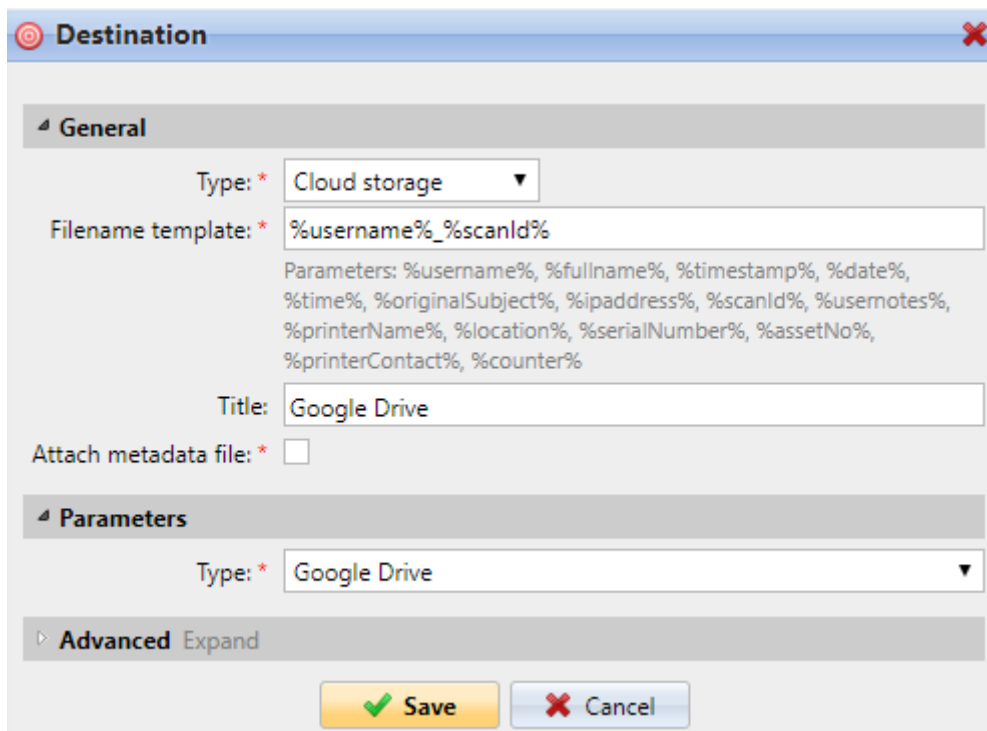 Destination
General
Type: * Cloud storage
Filename template: * %username%_%scanId%
Parameters: %username%, %fullname%, %timestamp%, %date%,
%time%, %originalSubject%, %ipaddress%, %scanId%, %usernotes%,
%printerName%, %location%, %serialNumber%, %assetNo%,
%printerContact%, %counter%
Title: Google Drive
Attach metadata file: *
Parameters
Type: * Google Drive
Advanced Expand
Save Cancel